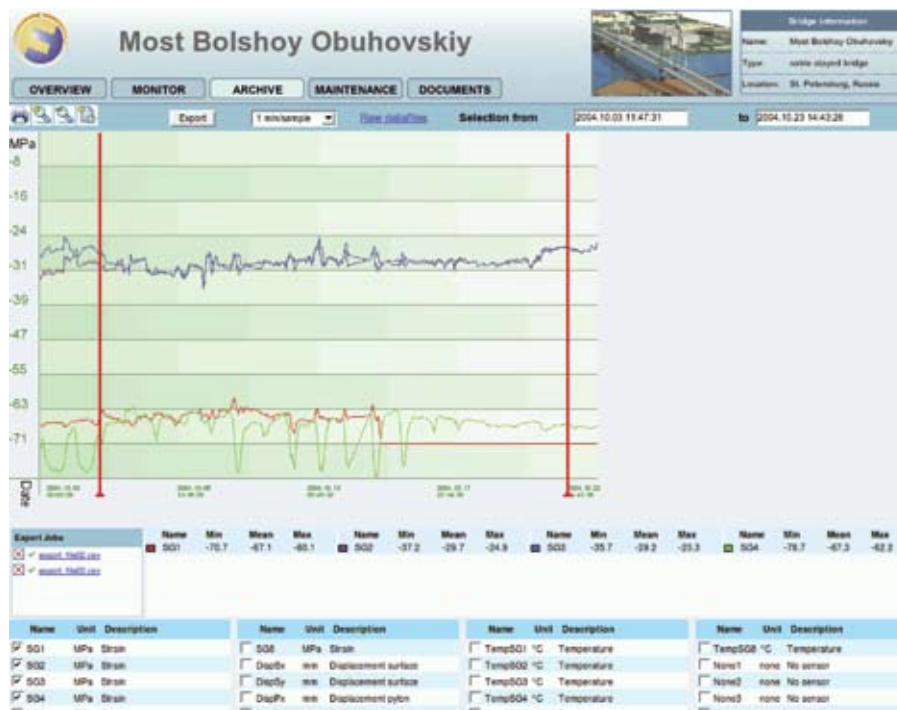 Most Bolshoy Obuhovskiy
Bridge Information
Name: Most Bolshoy Obuhovskiy
Type: cable stayed bridge
Location: St. Petersburg, Russia
OVERVIEW MONITOR ARCHIVE MAINTENANCE DOCUMENTS
Export 1 min/sample Raw datafiles Selection from 2004.10.03 11:47:31 to 2004.10.23 14:43:26
MPa
-8
-16
-24
-31
-39
-47
-55
-63
-71
Date
Export Jobs
Name Min Mean Max Name Min Mean Max Name Min Mean Max Name Min Mean Max
SG1 -70.7 -67.1 -60.1 SG2 -37.2 -29.7 -24.9 SG3 -35.7 -29.2 -23.3 SG4 -78.7 -67.3 -62.2
Name Unit Description Name Unit Description Name Unit Description Name Unit Description
SG1 MPa Strain SG8 MPa Strain TempSG1 °C Temperature TempSG8 °C Temperature
SG2 MPa Strain DispSx mm Displacement surface TempSG2 °C Temperature None1 none No sensor
SG3 MPa Strain DispSy mm Displacement surface TempSG3 °C Temperature None2 none No sensor
SG4 MPa Strain DispPx mm Displacement pylon TempSG4 °C Temperature None3 none No sensor